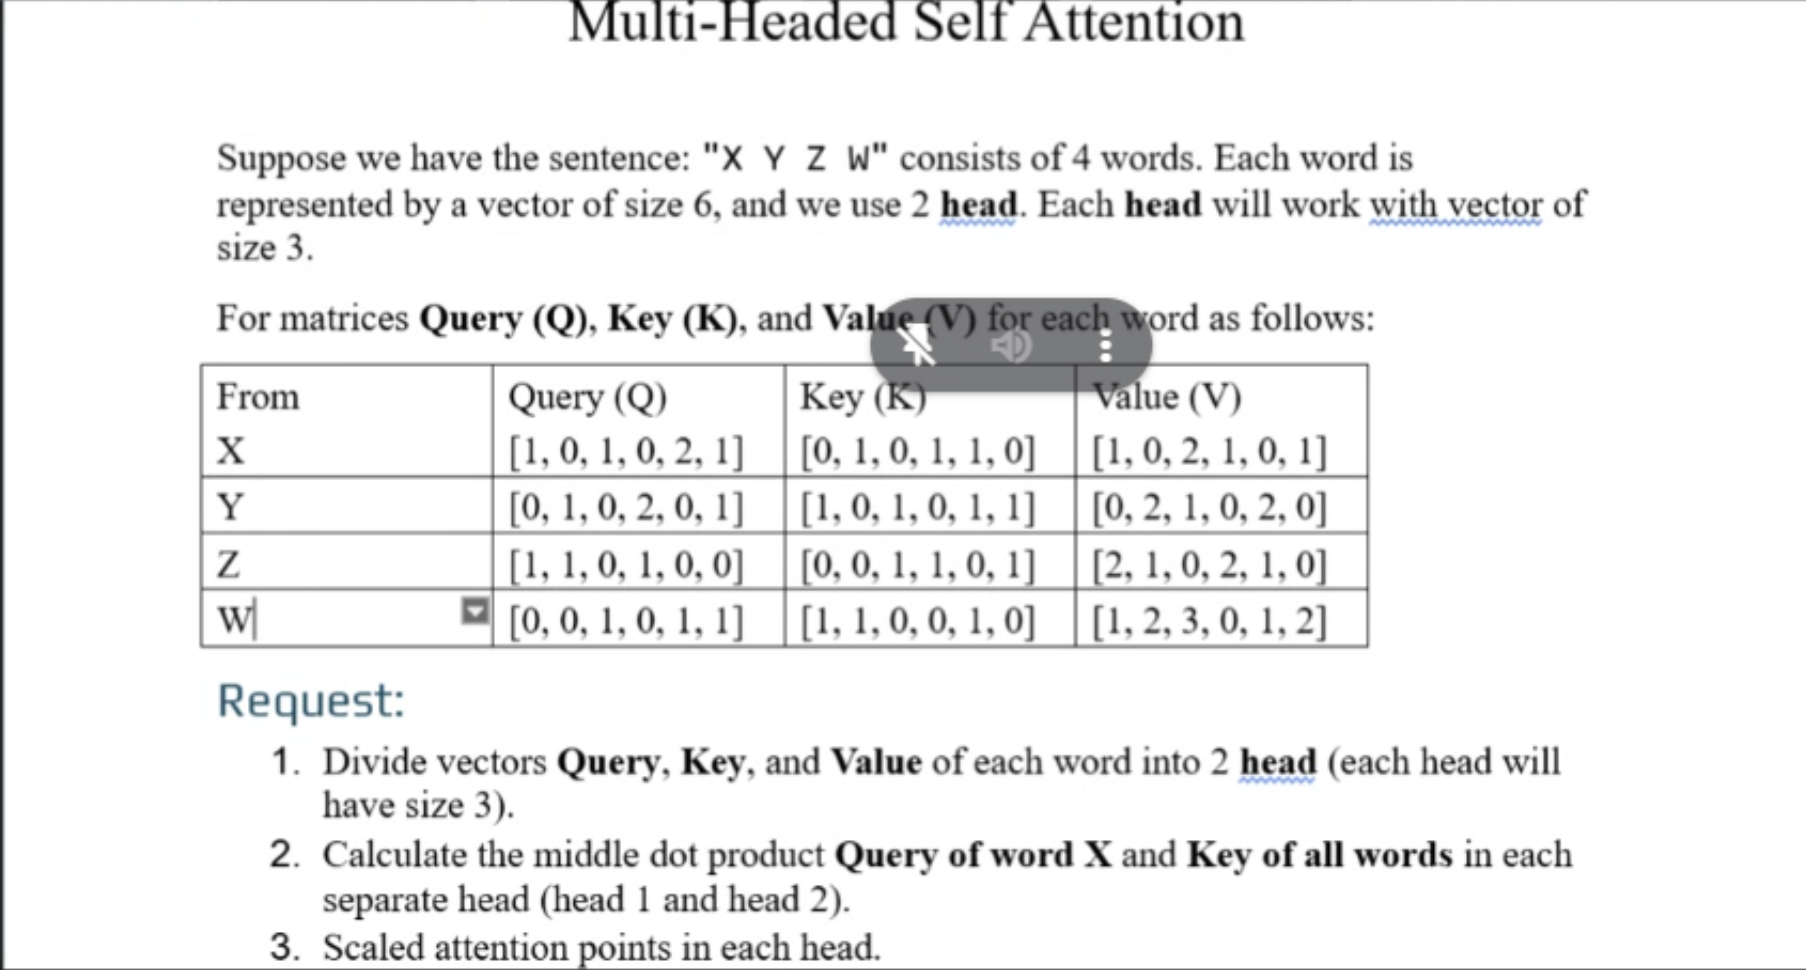 Multi-Headed Self Attention
Suppose we have the sentence: "X Y Z W" consists of 4 words. Each word is
represented by a vector of size 6, and we use 2 head. Each head will work with vector of
size 3.
For matrices Query (Q), Key (K), and Value (V) for each word as follows:
From Query (Q) Key (K) Value (V)
X [1, 0, 1, 0, 2, 1] [0, 1, 0, 1, 1, 0] [1, 0, 2, 1, 0, 1]
Y [0, 1, 0, 2, 0, 1] [1, 0, 1, 0, 1, 1] [0, 2, 1, 0, 2, 0]
Z [1, 1, 0, 1, 0, 0] [0, 0, 1, 1, 0, 1] [2, 1, 0, 2, 1, 0]
W [0, 0, 1, 0, 1, 1] [1, 1, 0, 0, 1, 0] [1, 2, 3, 0, 1, 2]
Request:
1. Divide vectors Query, Key, and Value of each word into 2 head (each head will
have size 3).
2. Calculate the middle dot product Query of word X and Key of all words in each
separate head (head 1 and head 2).
3. Scaled attention points in each head.